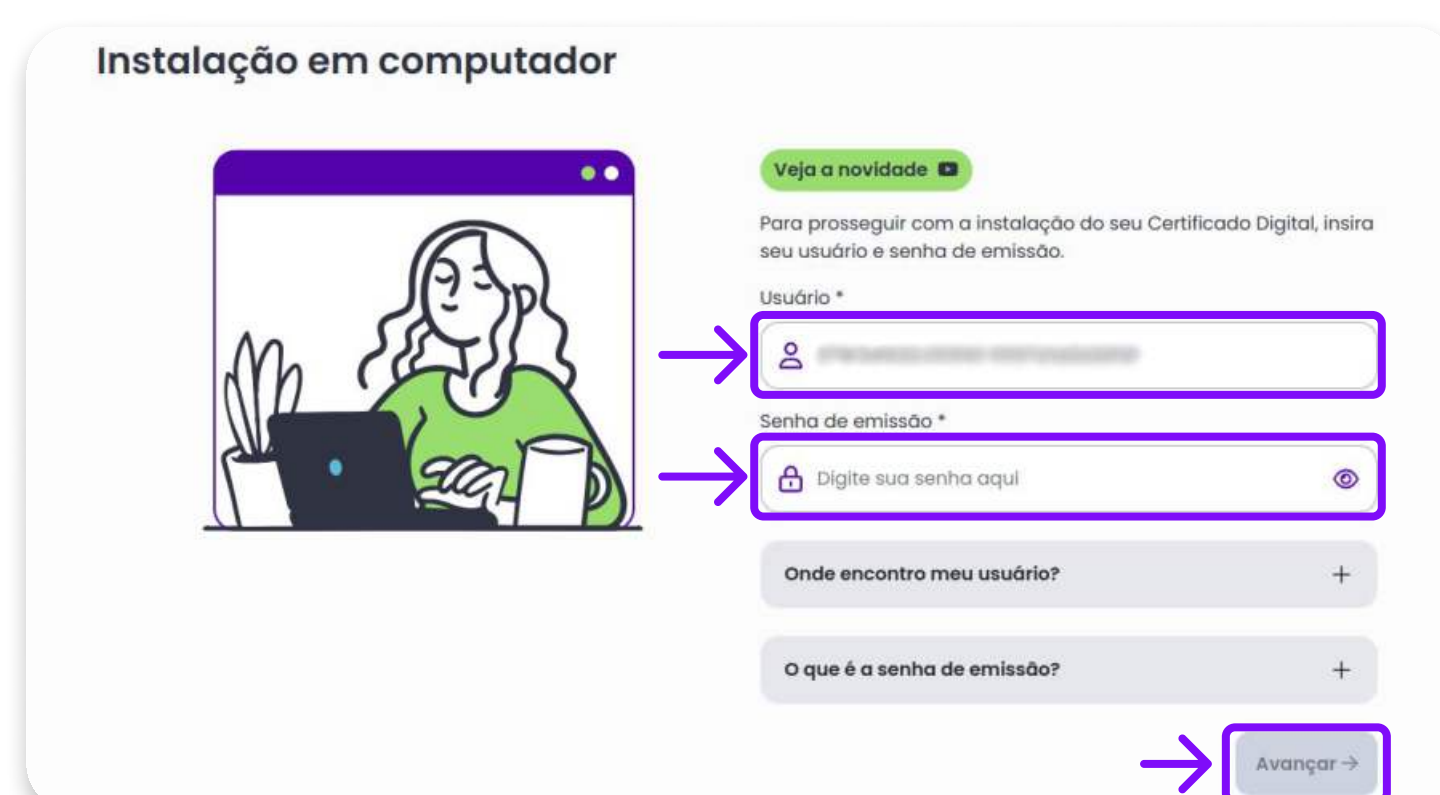 Instalação em computador
Veja a novidade
Para prosseguir com a instalação do seu Certificado Digital, insira
seu usuário e senha de emissão.
Usuário *
Senha de emissão *
Digite sua senha aqui
Onde encontro meu usuário?
O que é a senha de emissão?
Avançar